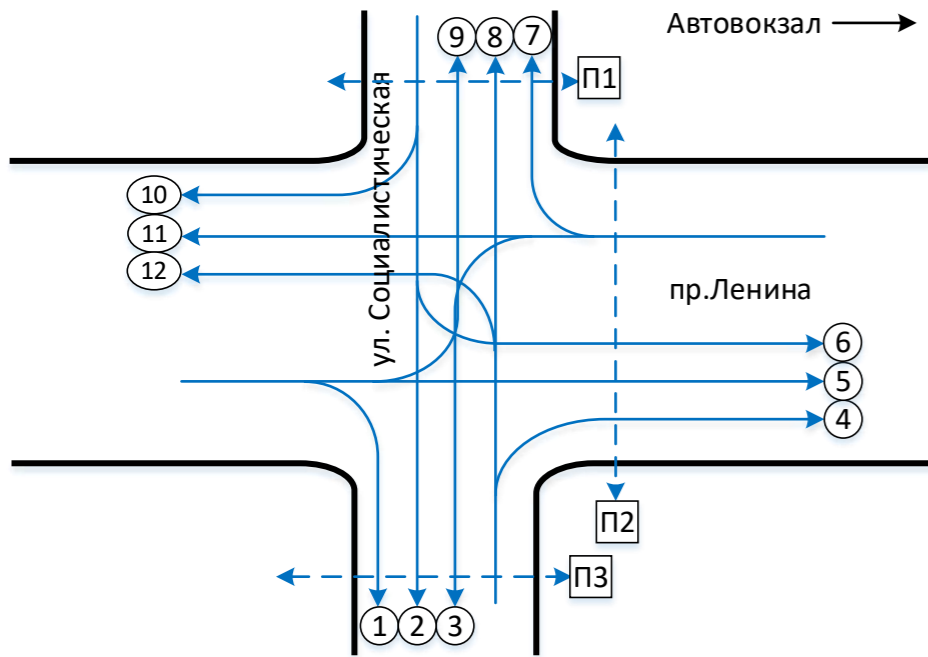 Автовокзал
9 8 7
П1
ул. Социалистическая
10
11
12
пр.Ленина
6
5
4
П2
П3
1 2 3